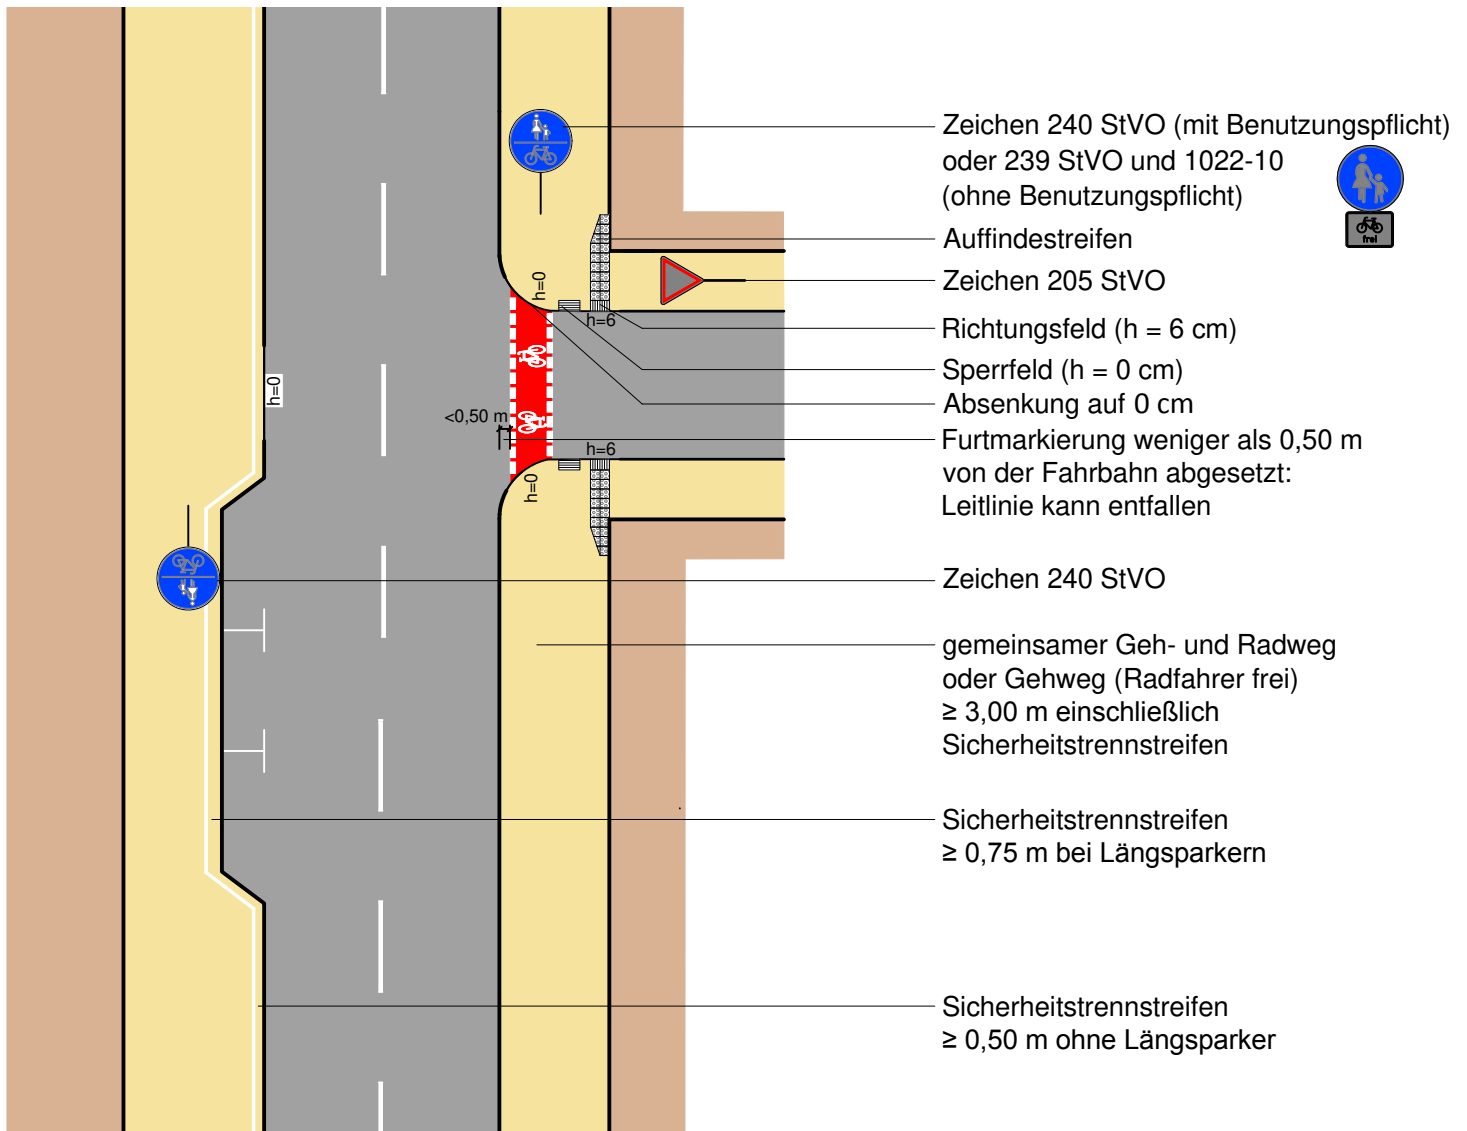 Zeichen 240 StVO (mit Benutzungspflicht)
oder 239 StVO und 1022-10
(ohne Benutzungspflicht)
frei
Auffindestreifen
Zeichen 205 StVO
Richtungsfeld (h = 6 cm)
Sperrfeld (h = 0 cm)
Absenkung auf 0 cm
Furtmarkierung weniger als 0,50 m
von der Fahrbahn abgesetzt:
Leitlinie kann entfallen
Zeichen 240 StVO
gemeinsamer Geh- und Radweg
oder Gehweg (Radfahrer frei)
≥ 3,00 m einschließlich
Sicherheitstrennstreifen
Sicherheitstrennstreifen
≥ 0,75 m bei Längsparkern
Sicherheitstrennstreifen
≥ 0,50 m ohne Längsparker
h=0
h=6
h=0
<0,50 m
h=6
h=0